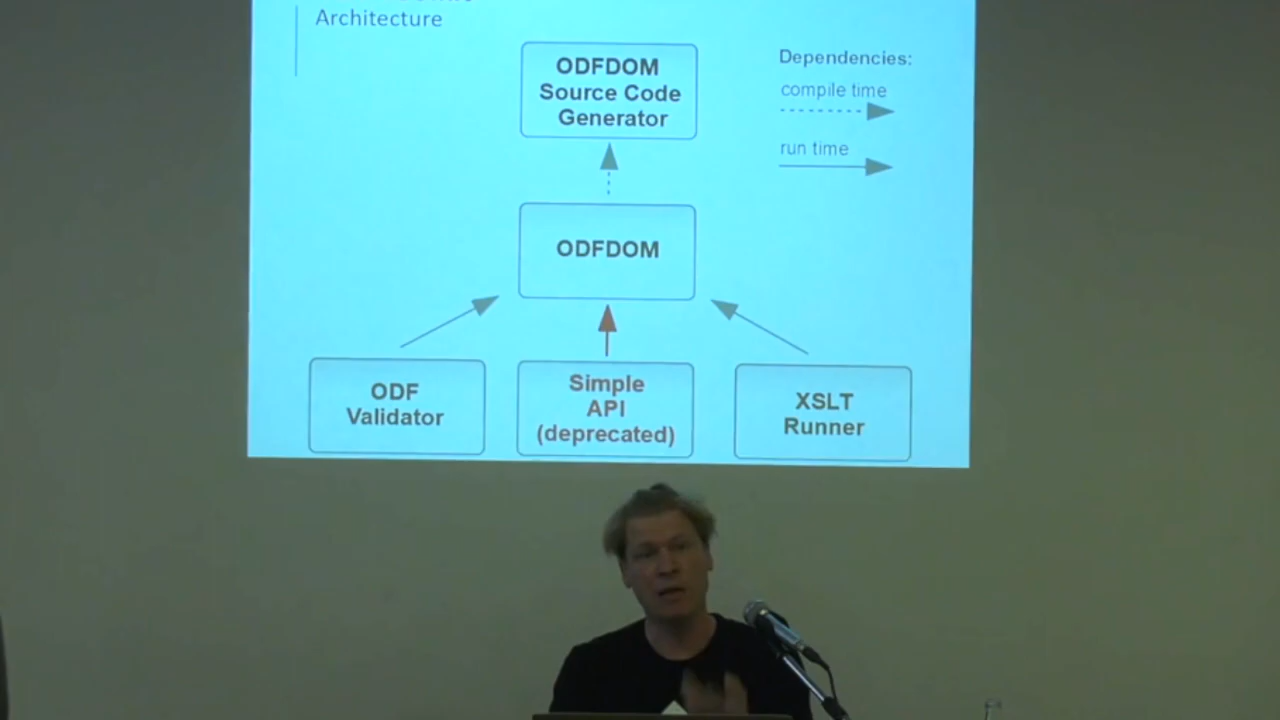 Architecture
ODFDOM
Source Code
Generator
Dependencies:
compile time
run time
ODFDOM
ODF
Validator
Simple
API
(deprecated)
XSLT
Runner